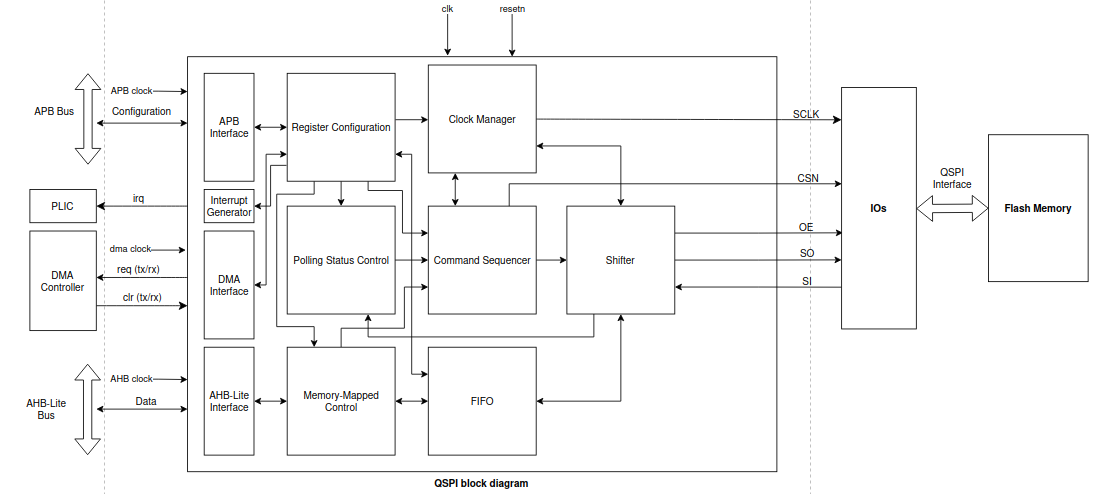 clk
resetn
APB Bus
APB clock
Configuration
APB
Interface
Register Configuration
Clock Manager
SCLK
CSN
OE
SO
SI
IOs
QSPI
Interface
Flash Memory
PLIC
irq
Interrupt
Generator
DMA
Controller
dma clock
req (tx/rx)
clr (tx/rx)
DMA
Interface
Polling Status Control
Command Sequencer
Shifter
AHB-Lite
Bus
AHB clock
Data
AHB-Lite
Interface
Memory-Mapped
Control
FIFO
QSPI block diagram